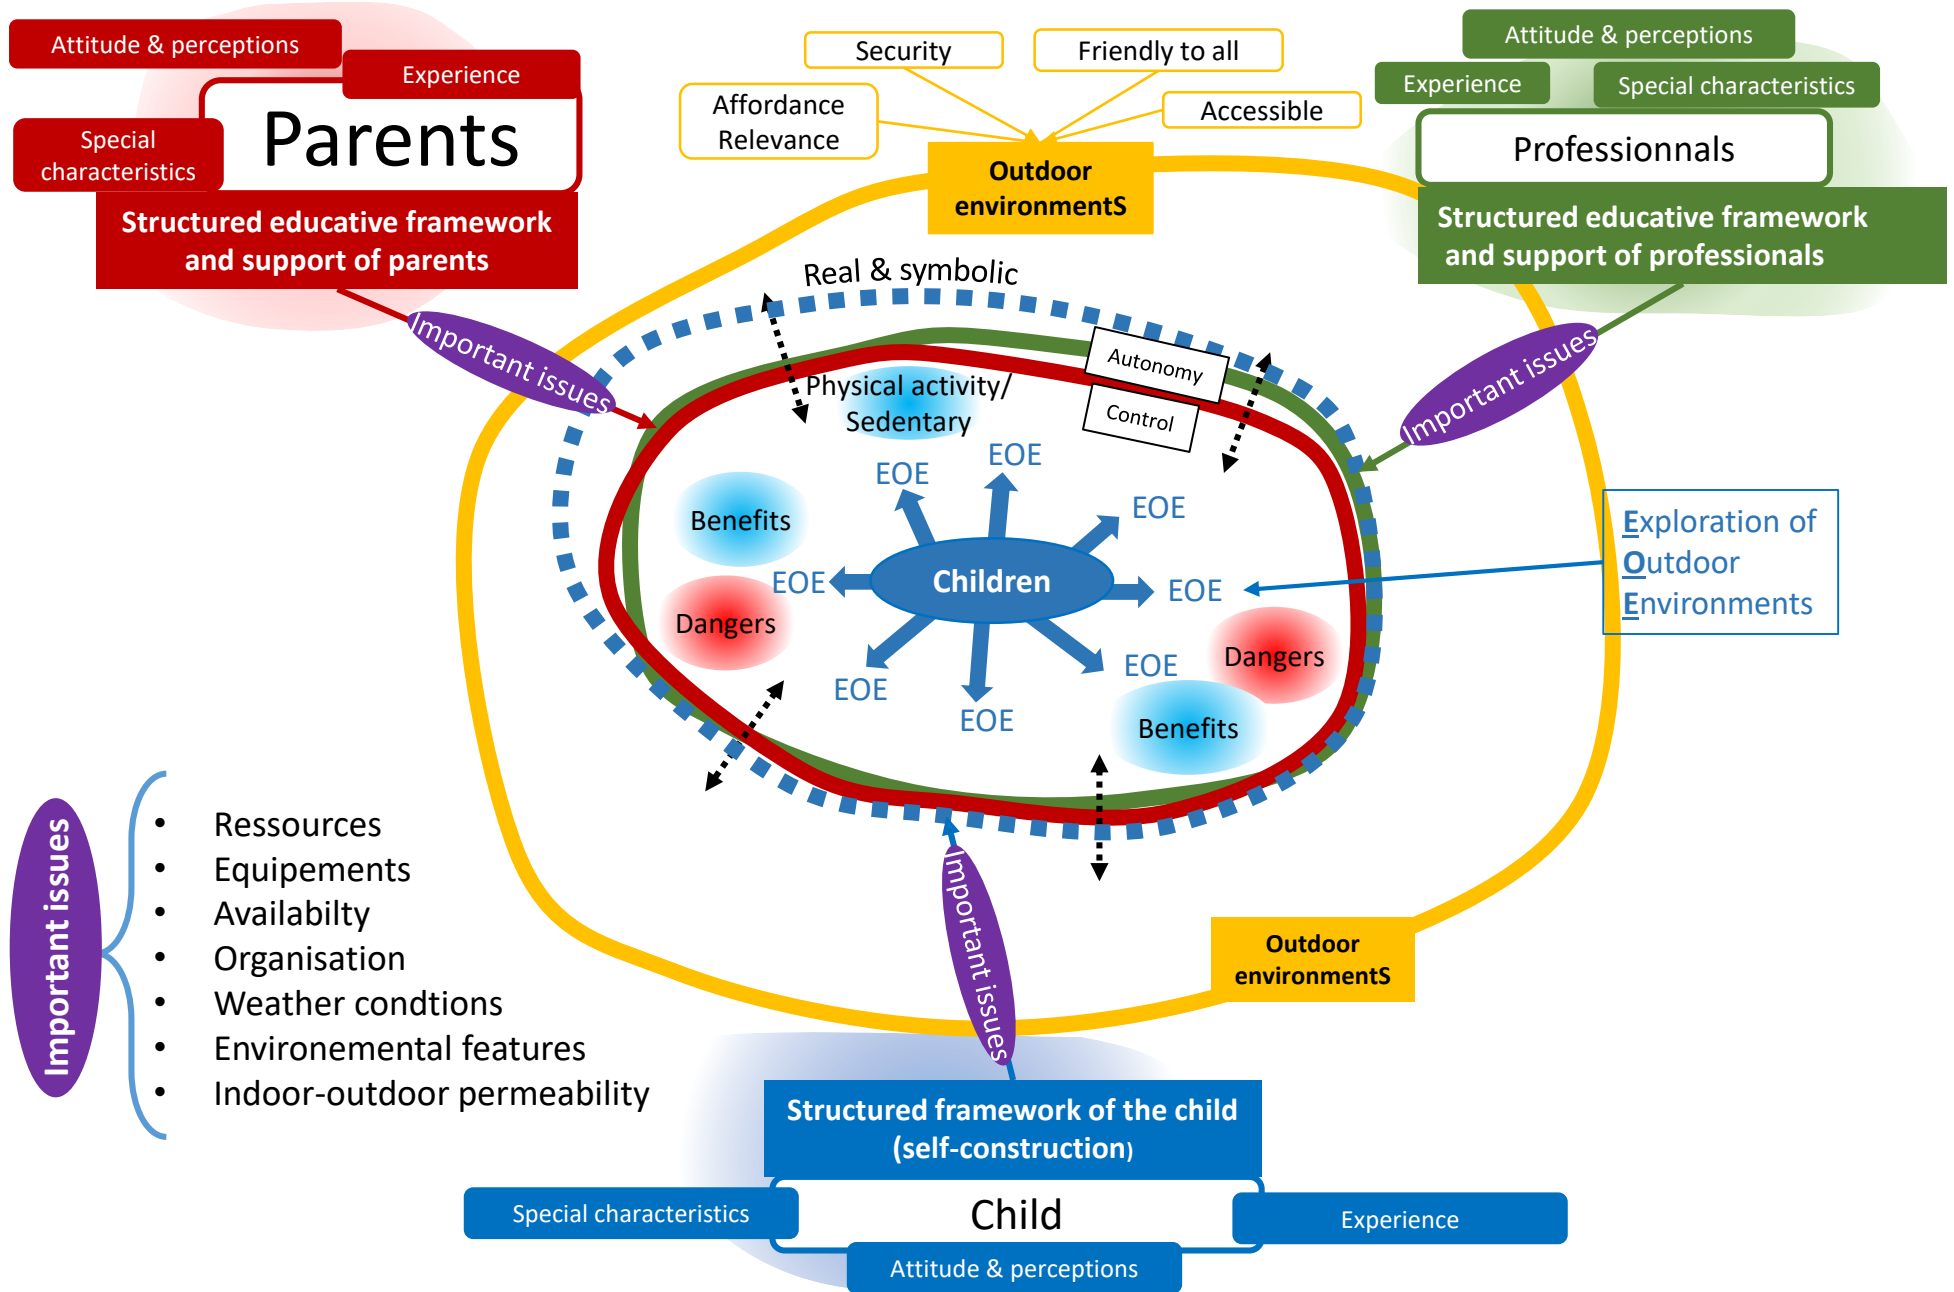 Attitude & perceptions
Experience
Special
characteristics
Parents
Structured educative framework
and support of parents
Security
Friendly to all
Affordance
Relevance
Accessible
Outdoor
environmentS
Attitude & perceptions
Experience
Special characteristics
Professionnals
Structured educative framework
and support of professionals
Real & symbolic
Important issues
Important issues
Autonomy
Control
Physical activity/
Sedentary
EOE
EOE
EOE
Benefits
EOE
Children
EOE
Dangers
EOE
EOE
EOE
Dangers
Benefits
Exploration of
Outdoor
Environments
Important issues
• Ressources
• Equipements
• Availabilty
• Organisation
• Weather condtions
• Environemental features
• Indoor-outdoor permeability
Important issues
Outdoor
environmentS
Structured framework of the child
(self-construction)
Special characteristics
Child
Experience
Attitude & perceptions